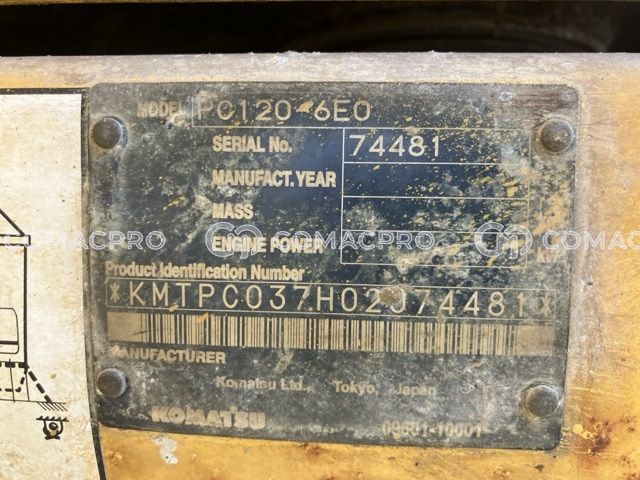 MODEL PC120-6E0
SERIAL No. 74481
MANUFACT.YEAR
MASS
ENGINE POWER
COMACPRO COMACPRO COMACPRO
Product Identification Number
*KMTPC037H02J74481*
MANUFACTURER
Komatsu Ltd., Tokyo, Japan
KOMATSU